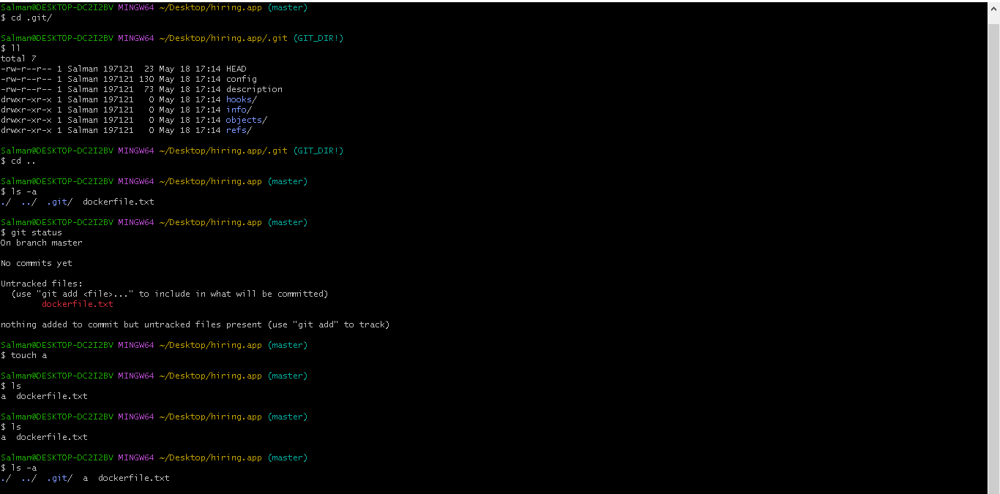 Salman@DESKTOP-DC2I2BV MINGW64 ~/Desktop/hiring.app (master)
$ cd .git/
Salman@DESKTOP-DC2I2BV MINGW64 ~/Desktop/hiring.app/.git (GIT_DIR!)
$ ll
total 7
-rw-r--r-- 1 Salman 197121  23 May 18 17:14 HEAD
-rw-r--r-- 1 Salman 197121 130 May 18 17:14 config
-rw-r--r-- 1 Salman 197121  73 May 18 17:14 description
drwxr-xr-x 1 Salman 197121   0 May 18 17:14 hooks/
drwxr-xr-x 1 Salman 197121   0 May 18 17:14 info/
drwxr-xr-x 1 Salman 197121   0 May 18 17:14 objects/
drwxr-xr-x 1 Salman 197121   0 May 18 17:14 refs/
Salman@DESKTOP-DC2I2BV MINGW64 ~/Desktop/hiring.app/.git (GIT_DIR!)
$ cd ..
Salman@DESKTOP-DC2I2BV MINGW64 ~/Desktop/hiring.app (master)
$ ls -a
./  ../  .git/  dockerfile.txt
Salman@DESKTOP-DC2I2BV MINGW64 ~/Desktop/hiring.app (master)
$ git status
On branch master
No commits yet
Untracked files:
  (use "git add <file>..." to include in what will be committed)
        dockerfile.txt
nothing added to commit but untracked files present (use "git add" to track)
Salman@DESKTOP-DC2I2BV MINGW64 ~/Desktop/hiring.app (master)
$ touch a
Salman@DESKTOP-DC2I2BV MINGW64 ~/Desktop/hiring.app (master)
$ ls
a  dockerfile.txt
Salman@DESKTOP-DC2I2BV MINGW64 ~/Desktop/hiring.app (master)
$ ls
a  dockerfile.txt
Salman@DESKTOP-DC2I2BV MINGW64 ~/Desktop/hiring.app (master)
$ ls -a
./  ../  .git/  a  dockerfile.txt